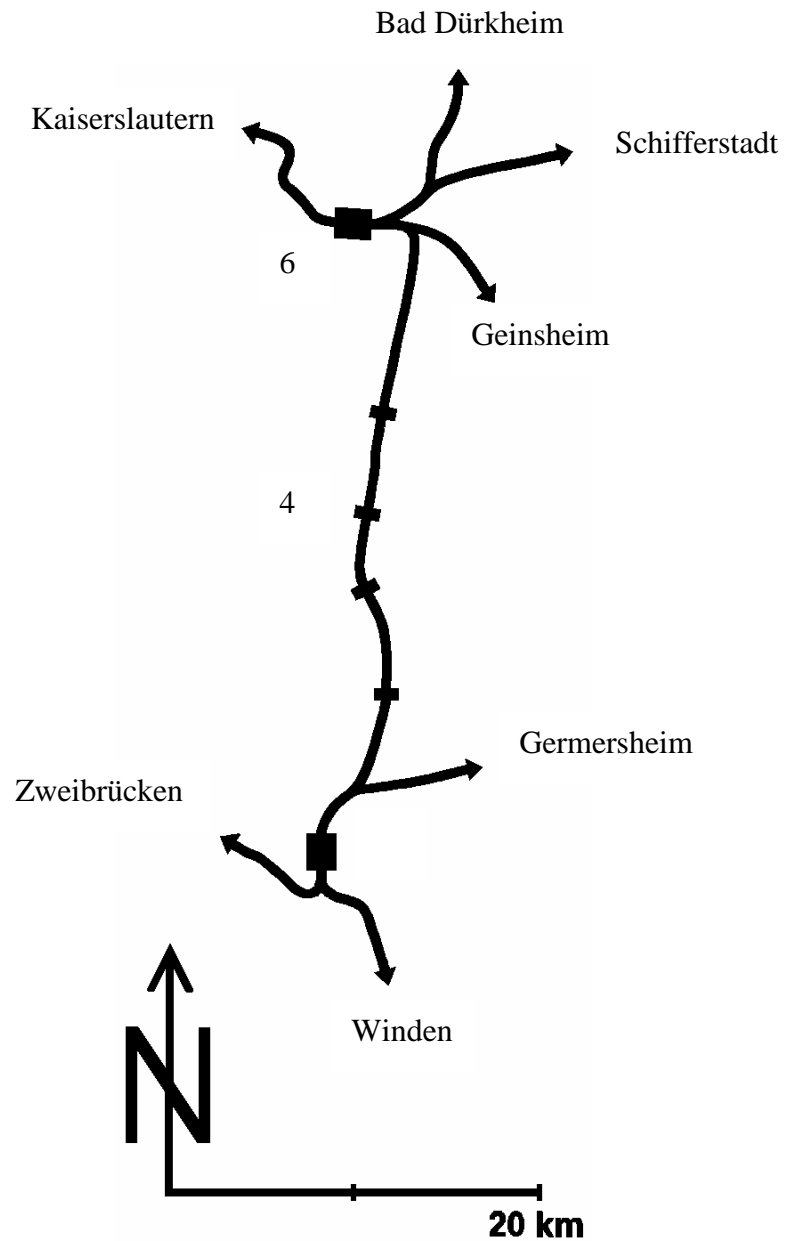 Bad Dürkheim
Kaiserslautern
Schifferstadt
6
Geinsheim
4
Germersheim
Zweibrücken
Winden
N
20 km